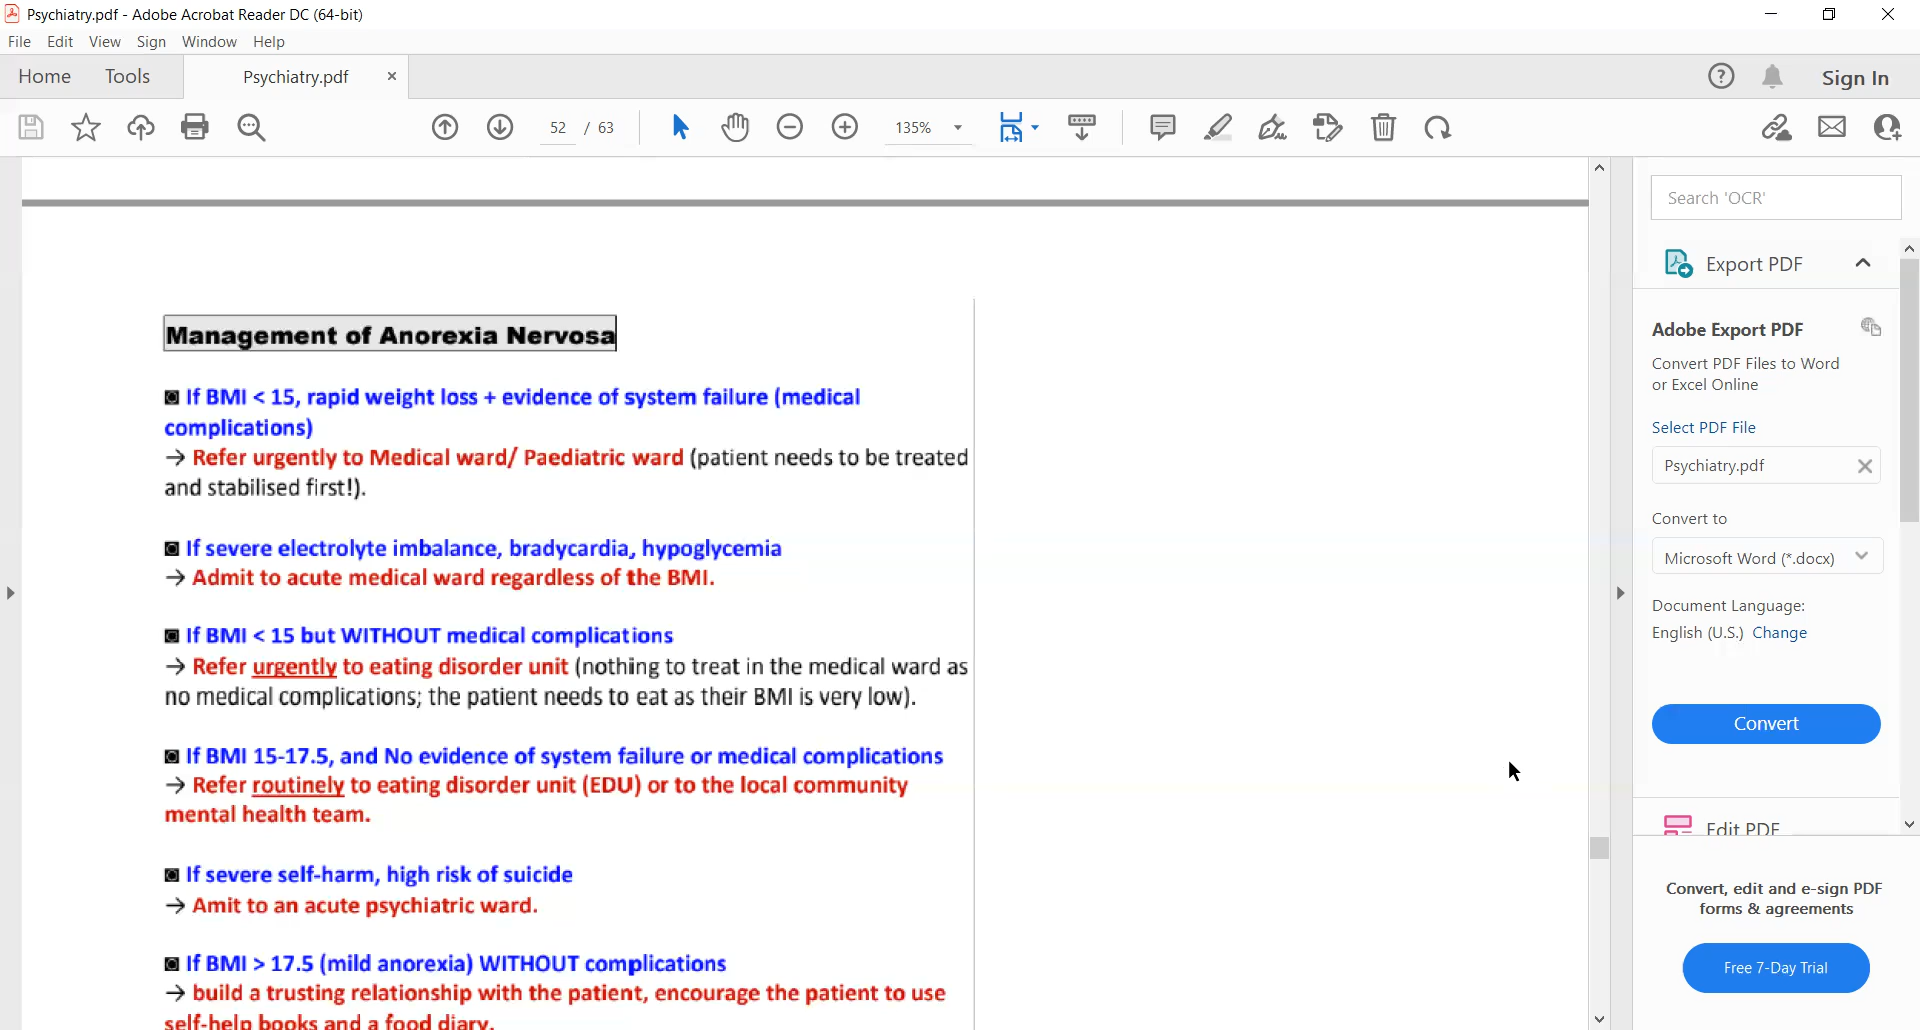 Psychiatry.pdf - Adobe Acrobat Reader DC (64-bit)
File Edit View Sign Window Help
Home Tools Psychiatry.pdf Sign In
52 / 63 135%
Management of Anorexia Nervosa
If BMI < 15, rapid weight loss + evidence of system failure (medical
complications)
→ Refer urgently to Medical ward/ Paediatric ward (patient needs to be treated
and stabilised first!).
If severe electrolyte imbalance, bradycardia, hypoglycemia
→ Admit to acute medical ward regardless of the BMI.
If BMI < 15 but WITHOUT medical complications
→ Refer urgently to eating disorder unit (nothing to treat in the medical ward as
no medical complications; the patient needs to eat as their BMI is very low).
If BMI 15-17.5, and No evidence of system failure or medical complications
→ Refer routinely to eating disorder unit (EDU) or to the local community
mental health team.
If severe self-harm, high risk of suicide
→ Amit to an acute psychiatric ward.
If BMI > 17.5 (mild anorexia) WITHOUT complications
→ build a trusting relationship with the patient, encourage the patient to use
self-help books and a food diary.
Search 'OCR'
Export PDF
Adobe Export PDF
Convert PDF Files to Word
or Excel Online
Select PDF File
Psychiatry.pdf
Convert to
Microsoft Word (*.docx)
Document Language:
English (U.S.) Change
Convert
Edit PDF
Convert, edit and e-sign PDF
forms & agreements
Free 7-Day Trial